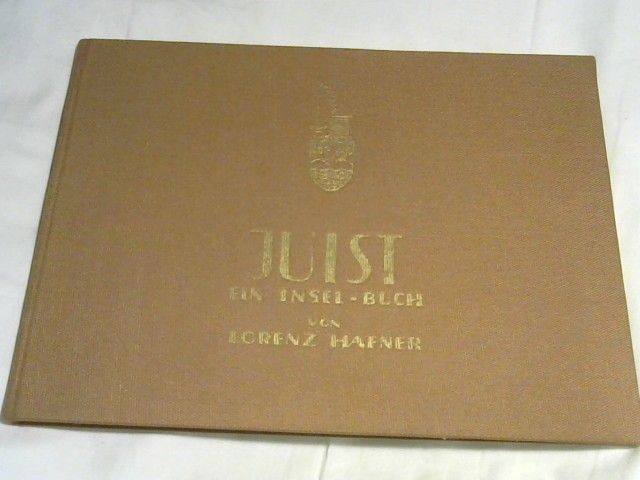 JUIST
EIN INSEL-BUCH
VON
LORENZ HAFNER